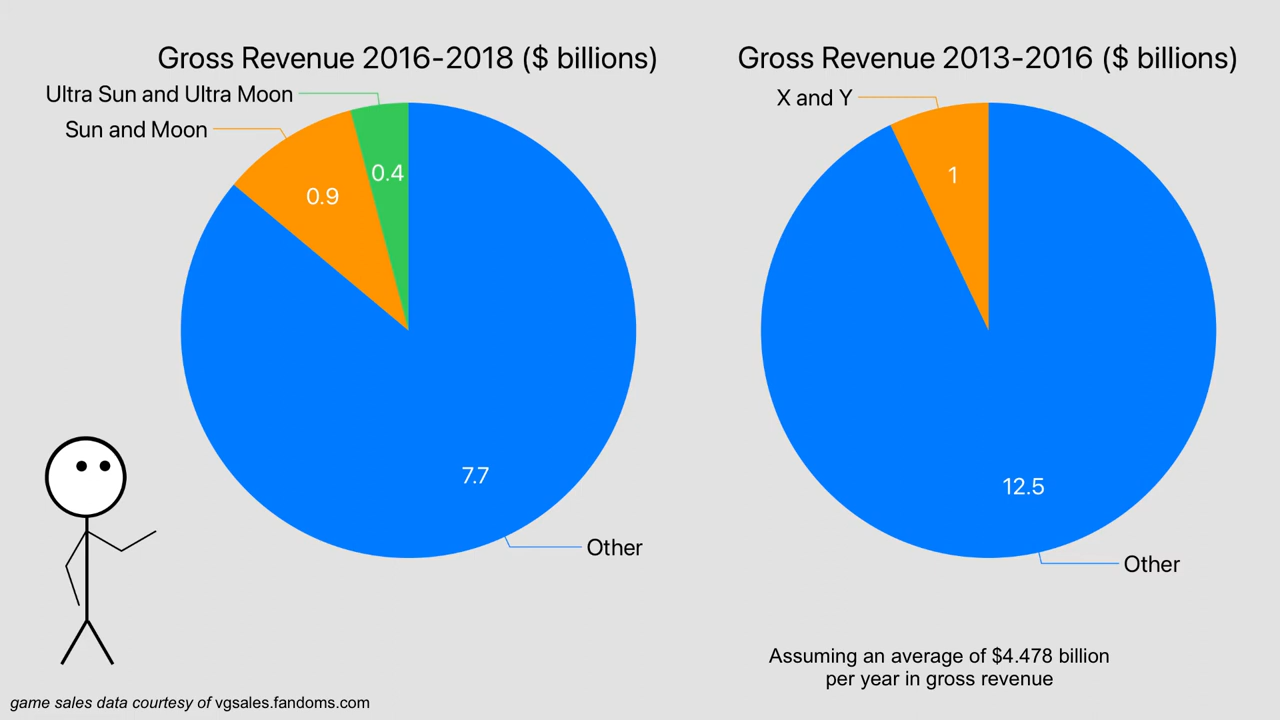 Gross Revenue 2016-2018 ($ billions)
Ultra Sun and Ultra Moon
Sun and Moon
0.4
0.9
7.7
Other
Gross Revenue 2013-2016 ($ billions)
X and Y
1
12.5
Other
Assuming an average of $4.478 billion
per year in gross revenue
game sales data courtesy of vgsales.fandoms.com